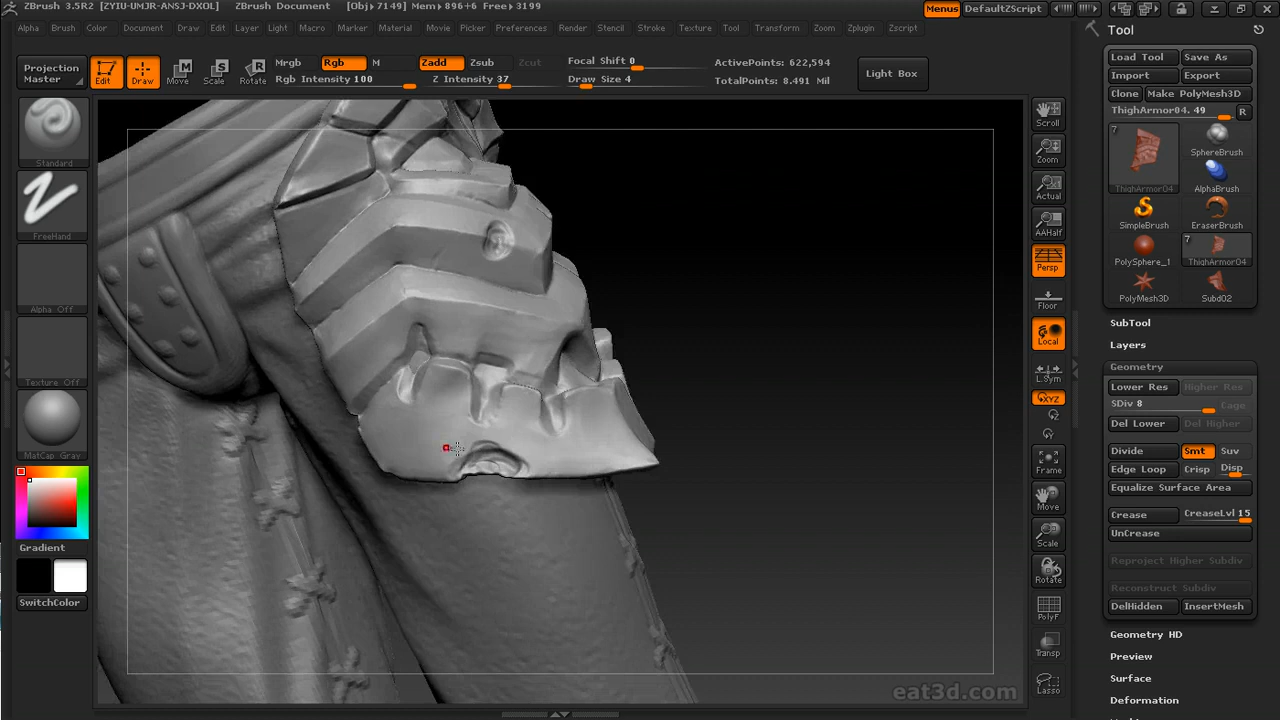 ZBrush 3.5R2 [ZYIU-UMJR-ANSJ-DXOL] ZBrush Document [Obj▸7149] Mem▸896+6 Free▸3199 Menus DefaultZScript
Alpha Brush Color Document Draw Edit Layer Light Macro Marker Material Movie Picker Preferences Render Stencil Stroke Texture Tool Transform Zoom Zplugin Zscript
Tool
Projection Master
Edit Draw Move Scale Rotate
Mrgb Rgb M
Rgb Intensity 100
Zadd Zsub Zcut
Z Intensity 37
Focal Shift 0
Draw Size 4
ActivePoints: 622,594
TotalPoints: 8.491 Mil
Light Box
Load Tool Save As
Import Export
Clone Make PolyMesh3D
ThighArmor04. 49 R
7
ThighArmor04
SphereBrush
AlphaBrush
SimpleBrush EraserBrush
7
PolySphere_1 ThighArmor04
PolyMesh3D Subd02
SubTool
Layers
Geometry
Lower Res Higher Res
SDiv 8 Cage
Del Lower Del Higher
Divide Smt Suv
Edge Loop Crisp Disp
Equalize Surface Area
Crease CreaseLvl 15
UnCrease
Reproject Higher Subdiv
Reconstruct Subdiv
DelHidden InsertMesh
Geometry HD
Preview
Surface
Deformation
Standard
FreeHand
Alpha Off
Texture Off
MatCap Gray
Gradient
SwitchColor
Scroll
Zoom
Actual
AAHalf
Persp
Floor
Local
L.Sym
XYZ
Y
Frame
Move
Scale
Rotate
PolyF
Transp
Lasso
eat3d.com